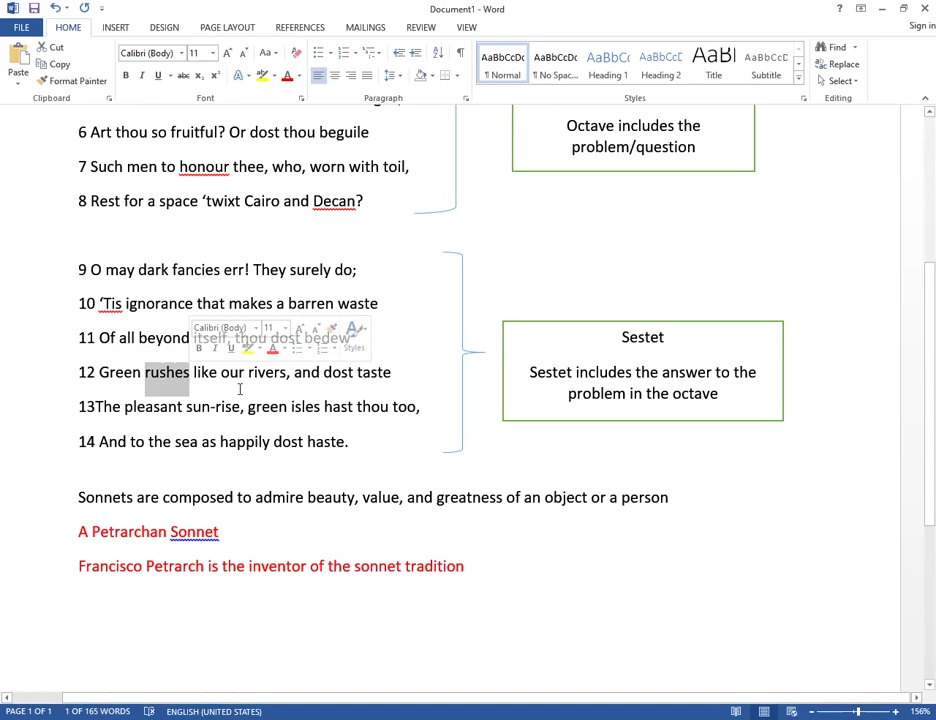 Document1 - Word
Sign in
FILE HOME INSERT DESIGN PAGE LAYOUT REFERENCES MAILINGS REVIEW VIEW
Paste
Cut
Copy
Format Painter
Clipboard
Calibri (Body) 11
Font
Paragraph
AaBbCcDc AaBbCcDc AaBbCc AaBbCc AaBl AaBbCcD
¶ Normal ¶ No Spac... Heading 1 Heading 2 Title Subtitle
Styles
Find
Replace
Select
Editing
6 Art thou so fruitful? Or dost thou beguile
7 Such men to honour thee, who, worn with toil,
8 Rest for a space ‘twixt Cairo and Decan?
Octave includes the
problem/question
9 O may dark fancies err! They surely do;
10 ‘Tis ignorance that makes a barren waste
11 Of all beyond itself, thou dost bedew
12 Green rushes like our rivers, and dost taste
13The pleasant sun-rise, green isles hast thou too,
14 And to the sea as happily dost haste.
Calibri (Body) 11
Styles
Sestet
Sestet includes the answer to the
problem in the octave
Sonnets are composed to admire beauty, value, and greatness of an object or a person
A Petrarchan Sonnet
Francisco Petrarch is the inventor of the sonnet tradition
PAGE 1 OF 1 1 OF 165 WORDS ENGLISH (UNITED STATES) 156%